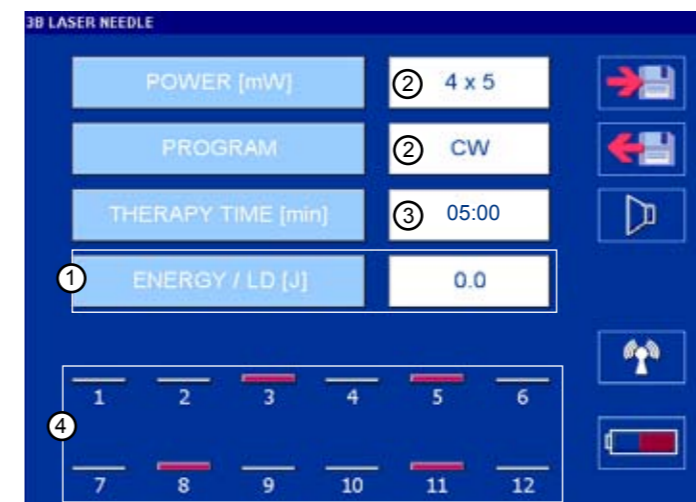 3B LASER NEEDLE
POWER [mW] ② 4 x 5
PROGRAM ② CW
THERAPY TIME [min] ③ 05:00
① ENERGY / LD [J] 0.0
1 2 3 4 5 6
④
7 8 9 10 11 12